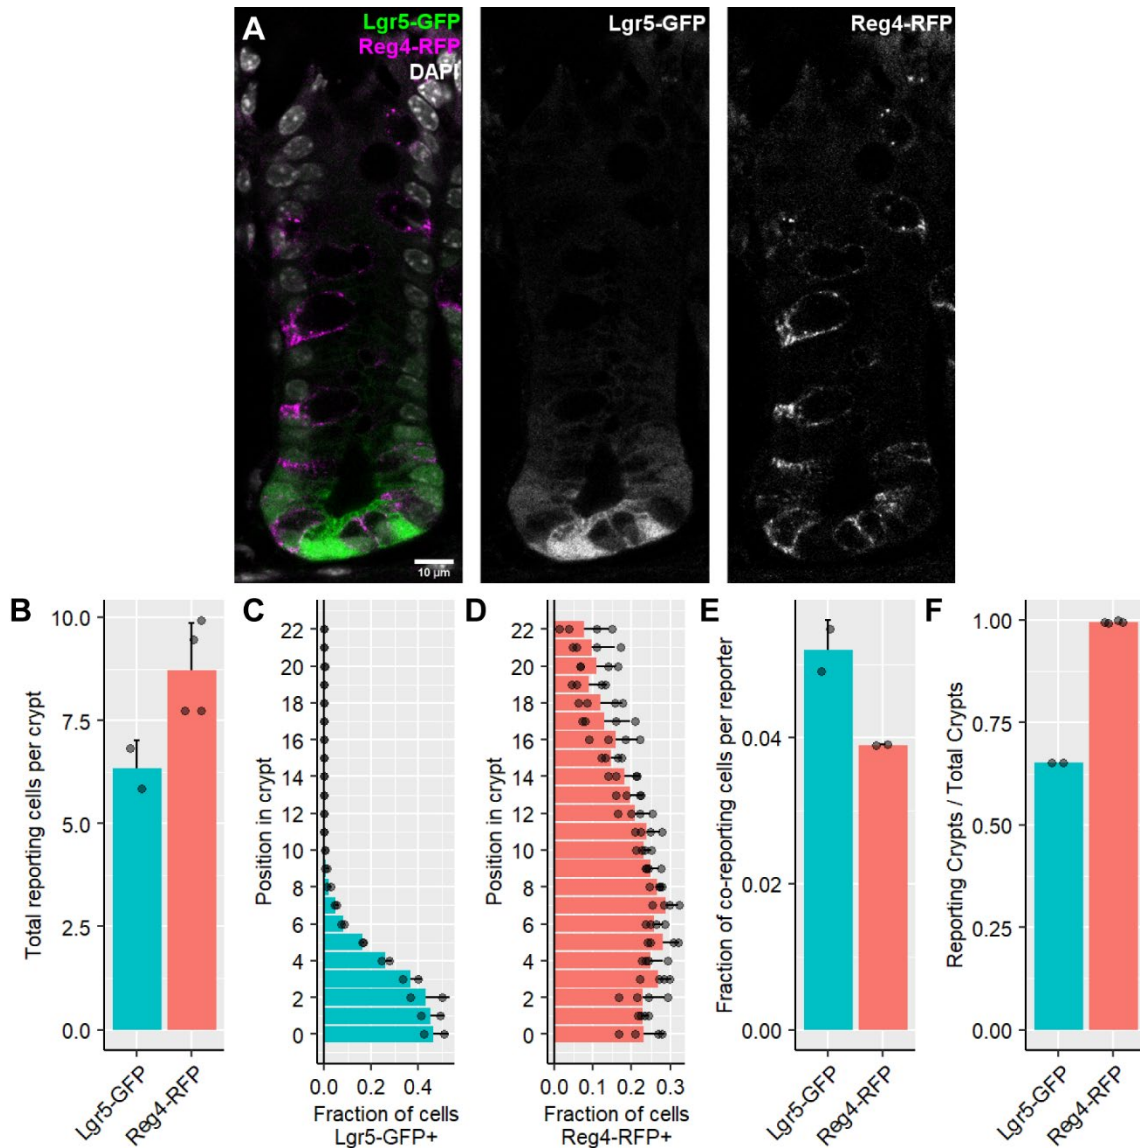 A
Lgr5-GFP
Reg4-RFP
DAPI
10 µm
Lgr5-GFP
Reg4-RFP
B
Total reporting cells per crypt
10.0
7.5
5.0
2.5
0.0
Lgr5-GFP
Reg4-RFP
C
Position in crypt
22
20
18
16
14
12
10
8
6
4
2
0
0.0 0.2 0.4
Fraction of cells
Lgr5-GFP+
D
Position in crypt
22
20
18
16
14
12
10
8
6
4
2
0
0.0 0.1 0.2 0.3
Fraction of cells
Reg4-RFP+
E
Fraction of co-reporting cells per reporter
0.04
0.02
0.00
Lgr5-GFP
Reg4-RFP
F
Reporting Crypts / Total Crypts
1.00
0.75
0.50
0.25
0.00
Lgr5-GFP
Reg4-RFP